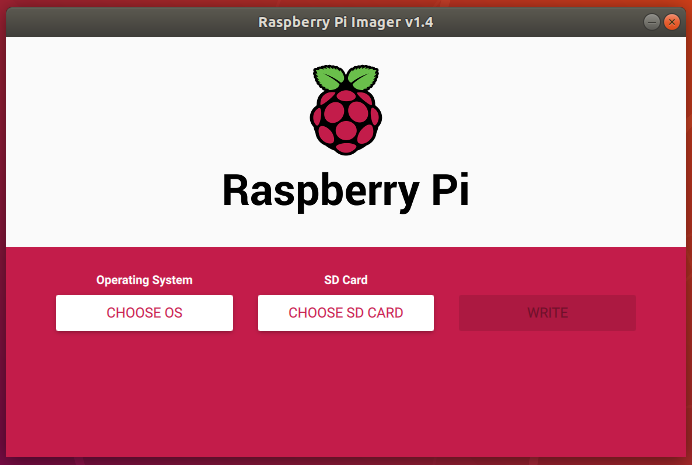 Raspberry Pi Imager v1.4
Raspberry Pi
Operating System
SD Card
CHOOSE OS
CHOOSE SD CARD
WRITE